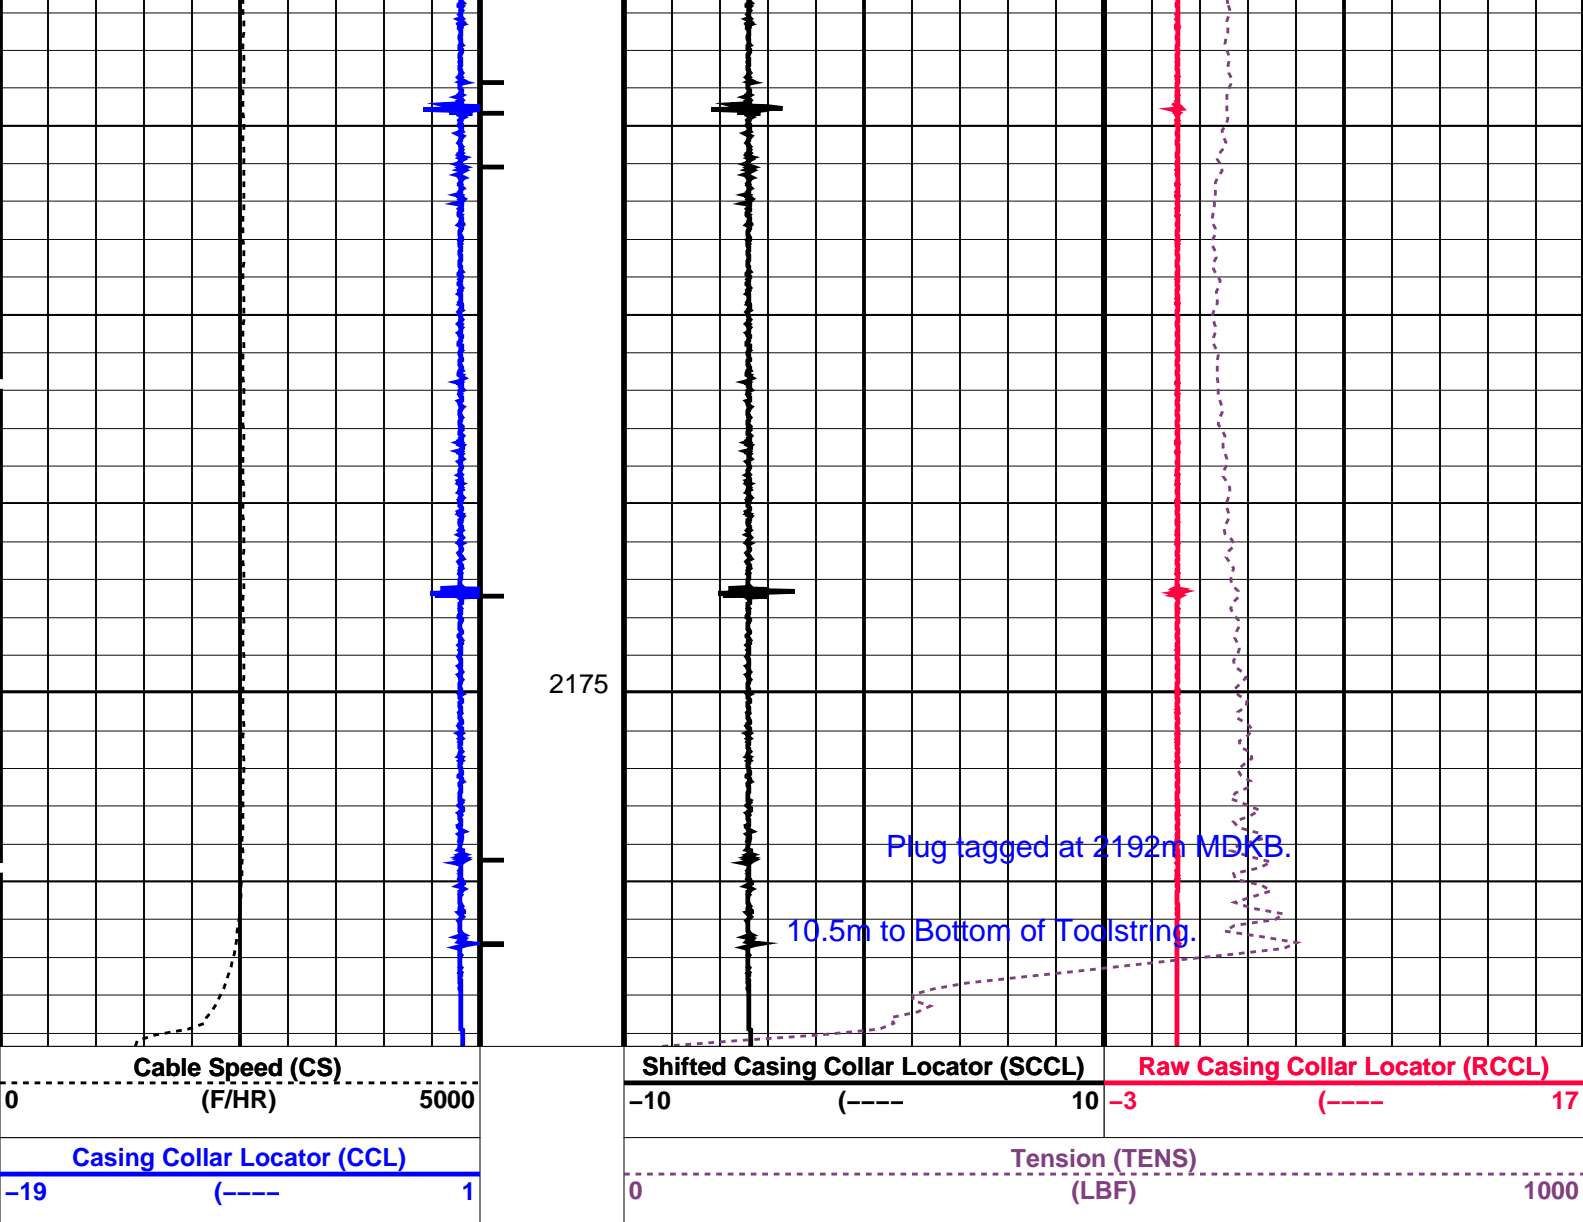 2175
Plug tagged at 2192m MDKB.
10.5m to Bottom of Toolstring.
Cable Speed (CS)
0 (F/HR) 5000
Casing Collar Locator (CCL)
−19 (−−−− 1
Shifted Casing Collar Locator (SCCL)
−10 (−−−− 10
Raw Casing Collar Locator (RCCL)
−3 (−−−− 17
Tension (TENS)
0 (LBF) 1000